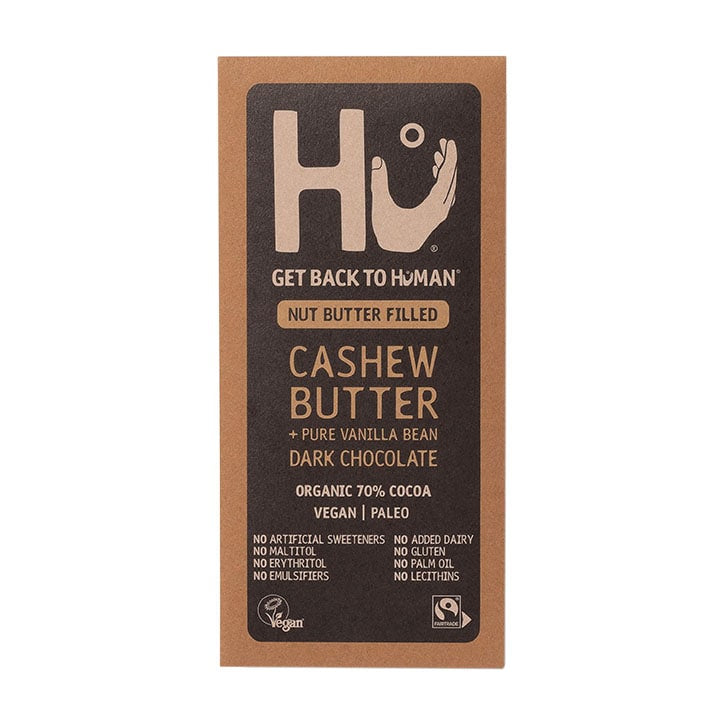 Hu
®
GET BACK TO HUMAN®
NUT BUTTER FILLED
CASHEW
BUTTER
+ PURE VANILLA BEAN
DARK CHOCOLATE
ORGANIC 70% COCOA
VEGAN | PALEO
NO ARTIFICIAL SWEETENERS
NO MALTITOL
NO ERYTHRITOL
NO EMULSIFIERS
NO ADDED DAIRY
NO GLUTEN
NO PALM OIL
NO LECITHINS
Vegan
FAIRTRADE